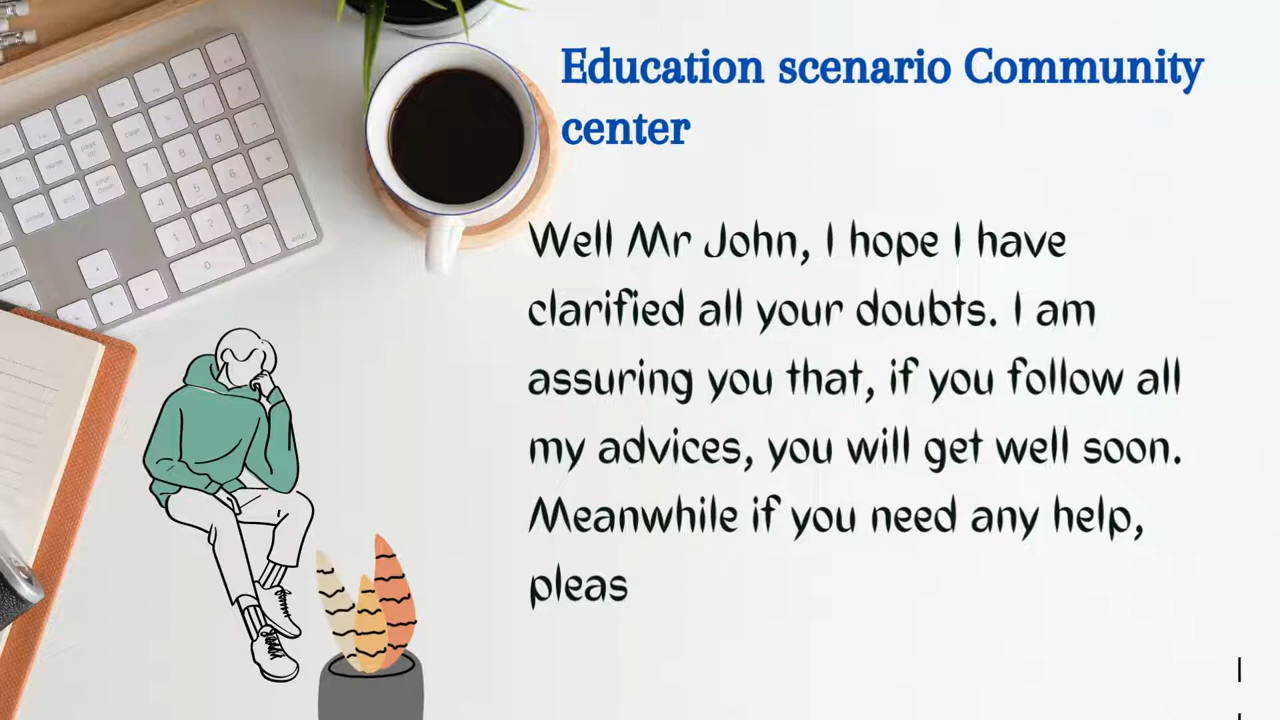 Education scenario Community
center
Well Mr John, I hope I have
clarified all your doubts. I am
assuring you that, if you follow all
my advices, you will get well soon.
Meanwhile if you need any help,
pleas